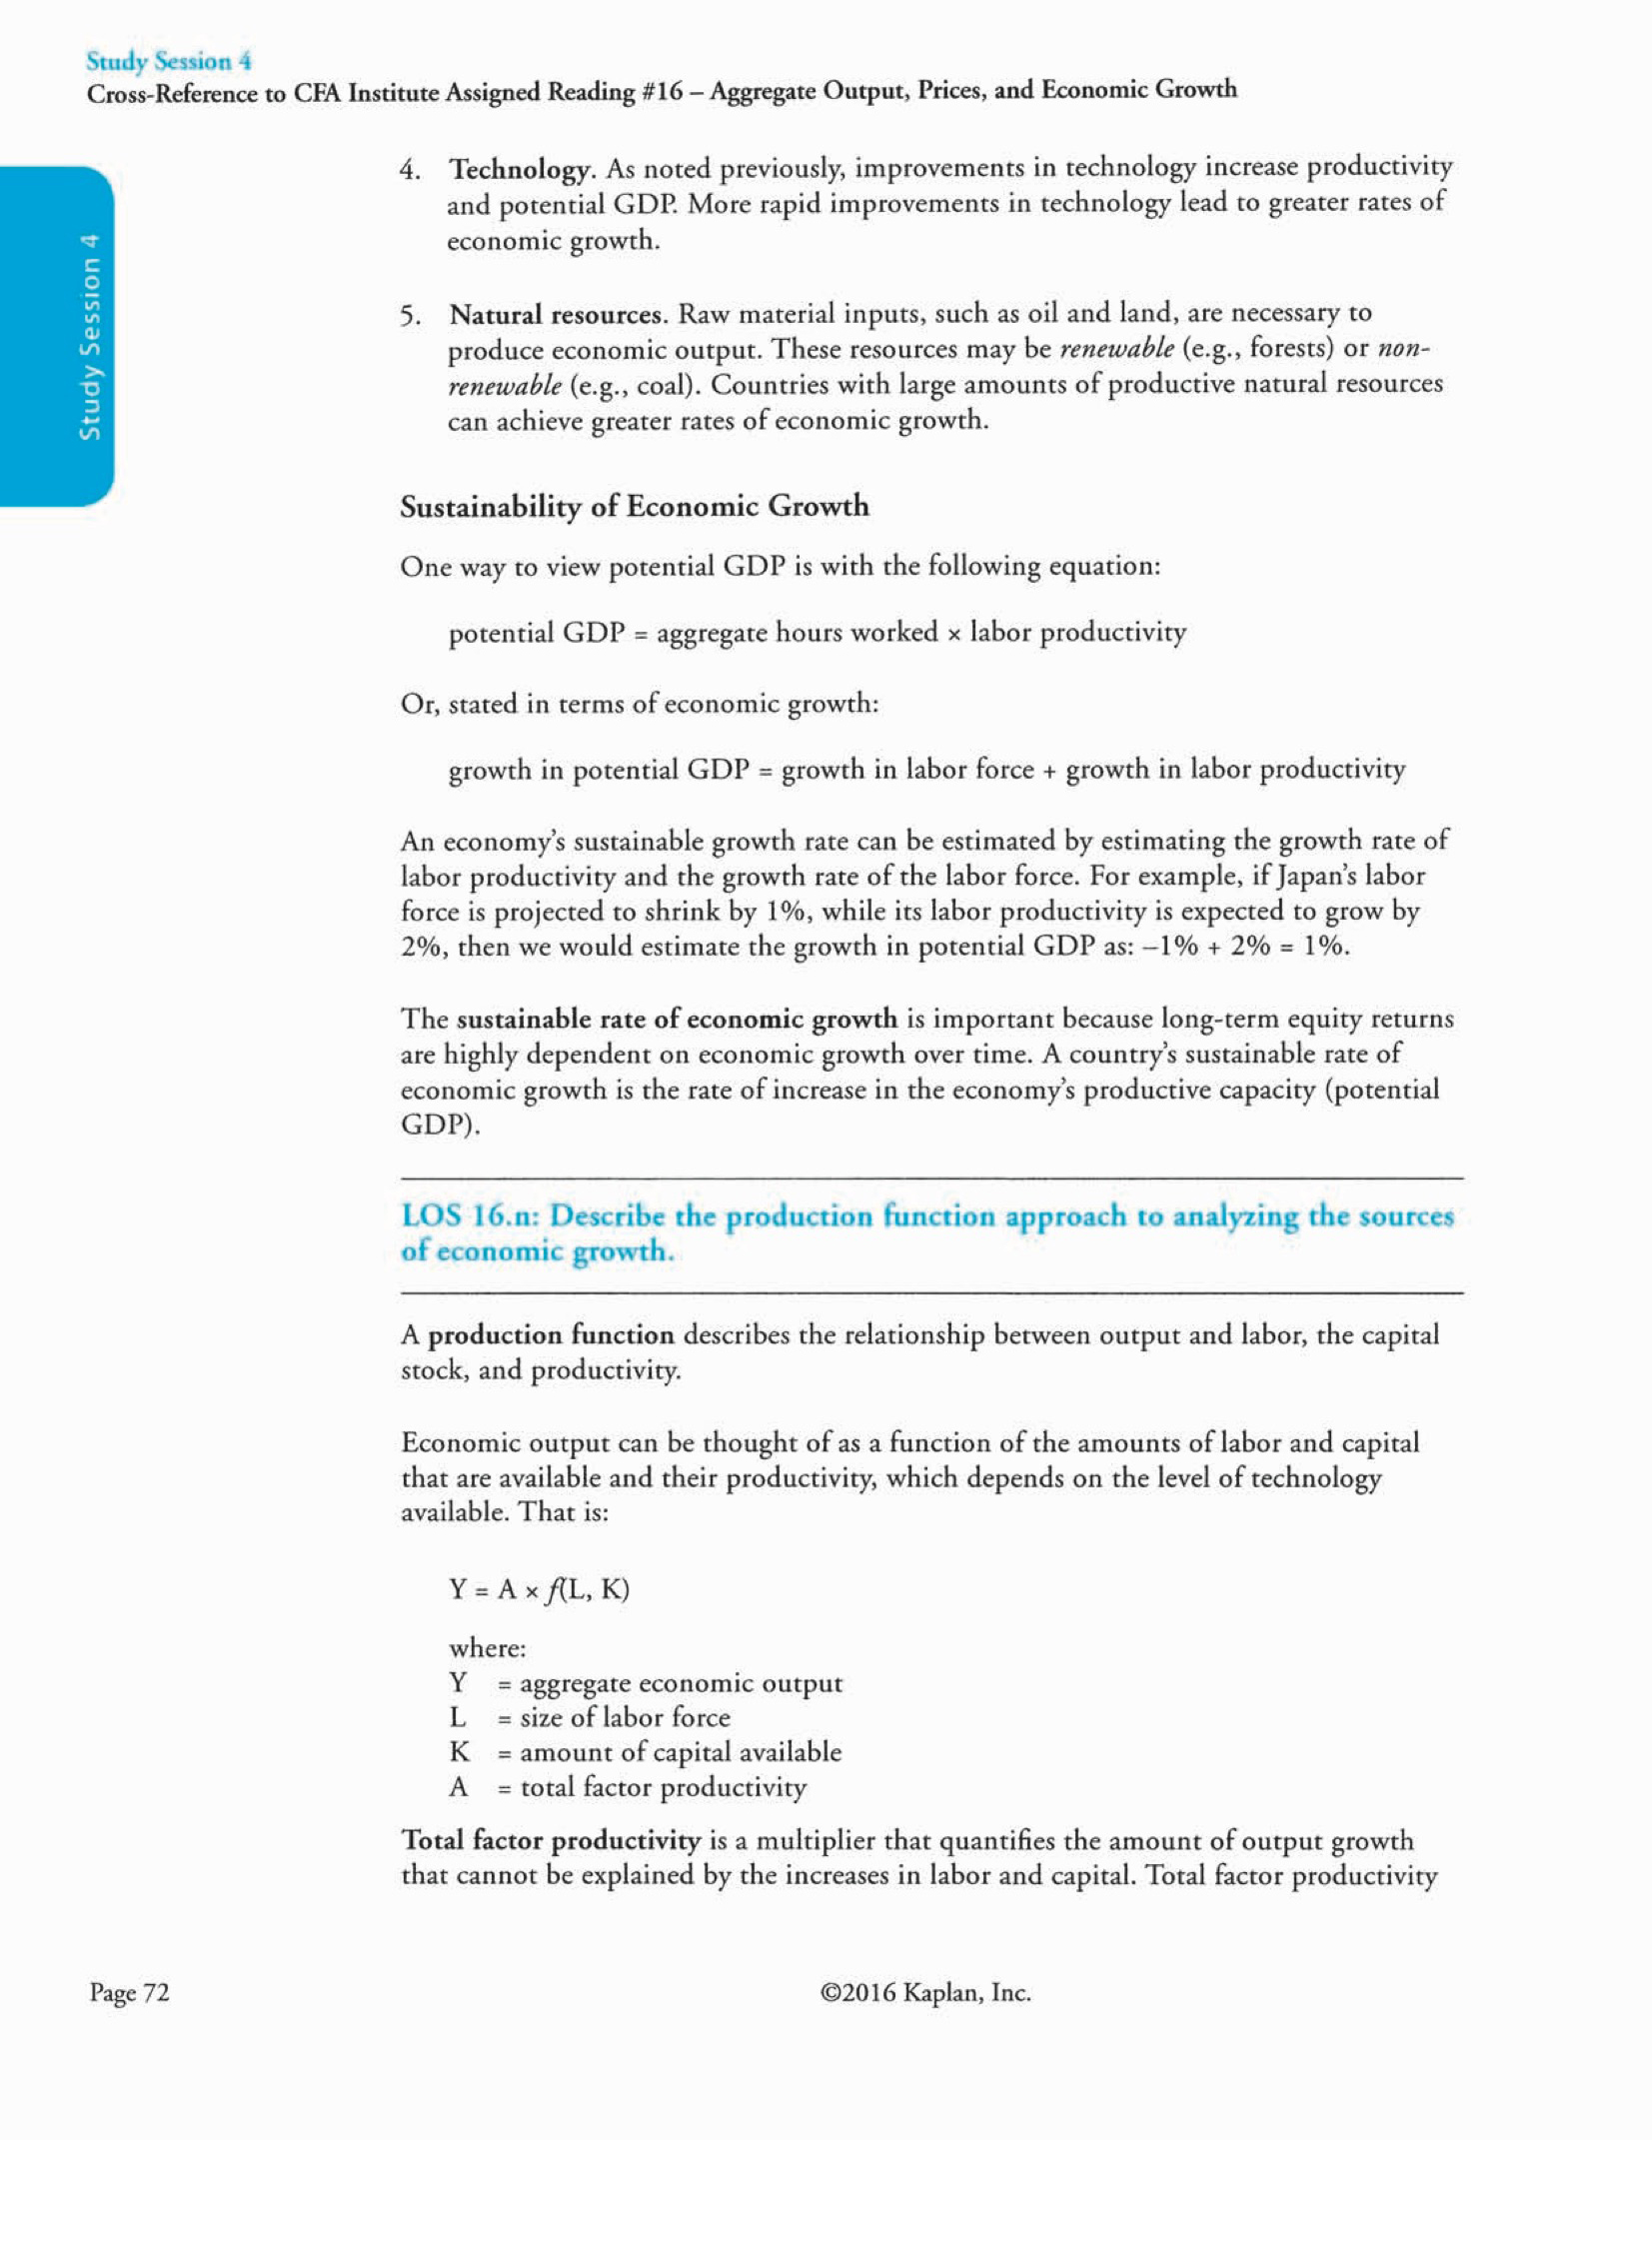 Study Session 4
Cross-Reference to CFA Institute Assigned Reading #16 – Aggregate Output, Prices, and Economic Growth
Study Session 4
4. Technology. As noted previously, improvements in technology increase productivity
and potential GDP. More rapid improvements in technology lead to greater rates of
economic growth.
5. Natural resources. Raw material inputs, such as oil and land, are necessary to
produce economic output. These resources may be renewable (e.g., forests) or non-
renewable (e.g., coal). Countries with large amounts of productive natural resources
can achieve greater rates of economic growth.
Sustainability of Economic Growth
One way to view potential GDP is with the following equation:
potential GDP = aggregate hours worked × labor productivity
Or, stated in terms of economic growth:
growth in potential GDP = growth in labor force + growth in labor productivity
An economy's sustainable growth rate can be estimated by estimating the growth rate of
labor productivity and the growth rate of the labor force. For example, if Japan's labor
force is projected to shrink by 1%, while its labor productivity is expected to grow by
2%, then we would estimate the growth in potential GDP as: –1% + 2% = 1%.
The sustainable rate of economic growth is important because long-term equity returns
are highly dependent on economic growth over time. A country's sustainable rate of
economic growth is the rate of increase in the economy's productive capacity (potential
GDP).
LOS 16.n: Describe the production function approach to analyzing the sources
of economic growth.
A production function describes the relationship between output and labor, the capital
stock, and productivity.
Economic output can be thought of as a function of the amounts of labor and capital
that are available and their productivity, which depends on the level of technology
available. That is:
Y = A × f(L, K)
where:
Y = aggregate economic output
L = size of labor force
K = amount of capital available
A = total factor productivity
Total factor productivity is a multiplier that quantifies the amount of output growth
that cannot be explained by the increases in labor and capital. Total factor productivity
Page 72
©2016 Kaplan, Inc.